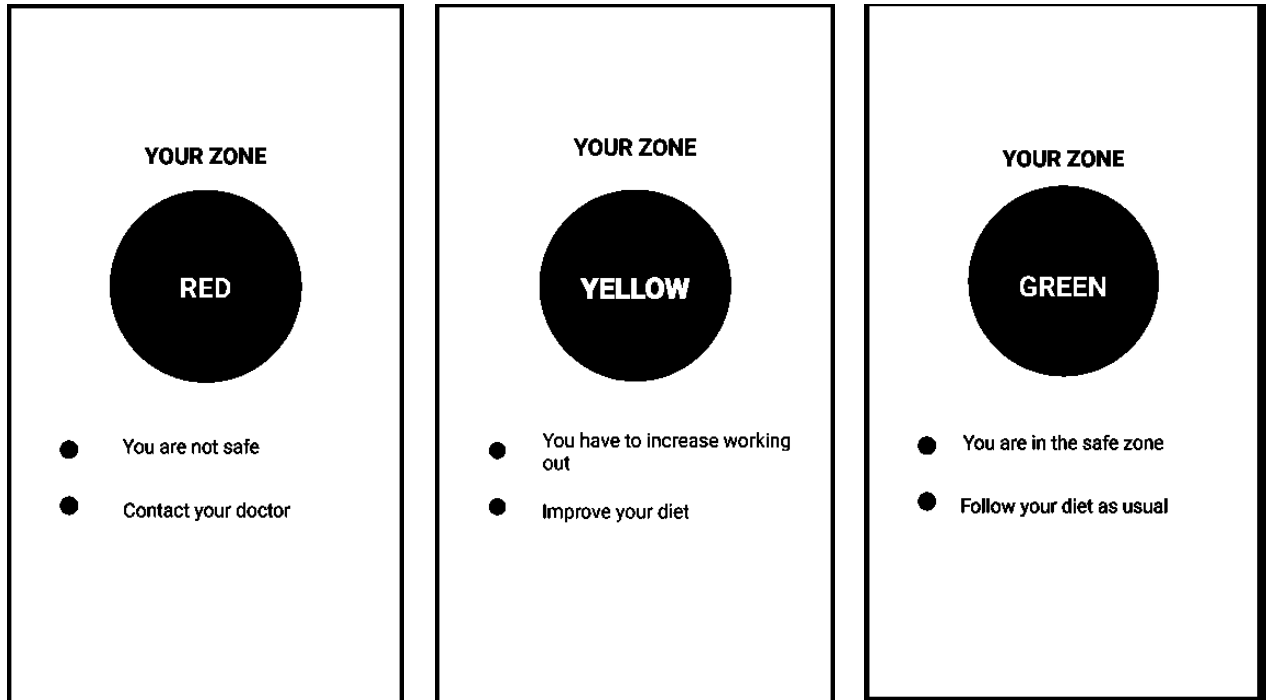 YOUR ZONE
RED
You are not safe
Contact your doctor
YOUR ZONE
YELLOW
You have to increase working
out
Improve your diet
YOUR ZONE
GREEN
You are in the safe zone
Follow your diet as usual